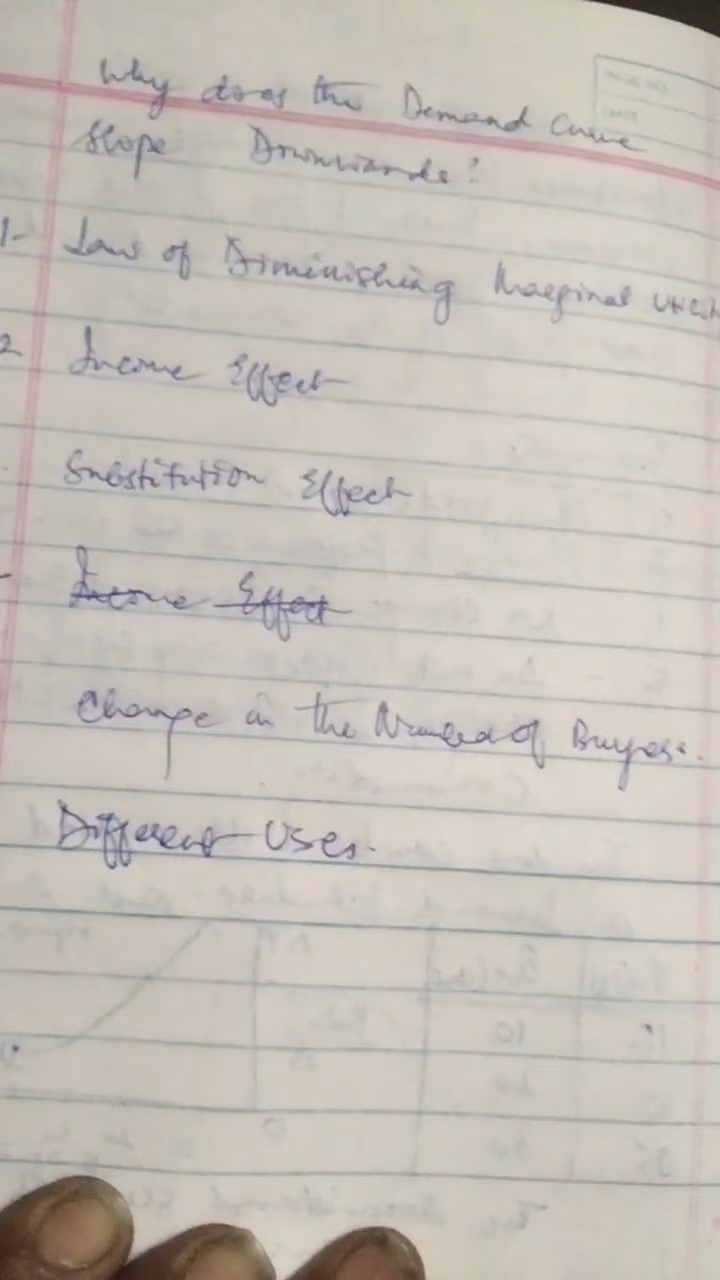 Why does the Demand Curve
Slope Downwards?
1- Law of Diminishing Marginal
2 Income Effect
Substitution Effect
- Income Effect
Change in the Number of Buyers.
Different Uses.